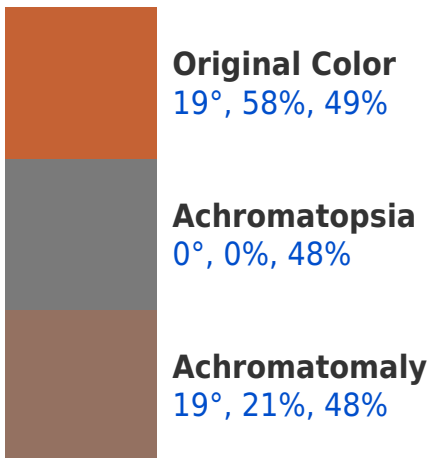 Original Color
19°, 58%, 49%
Achromatopsia
0°, 0%, 48%
Achromatomaly
19°, 21%, 48%